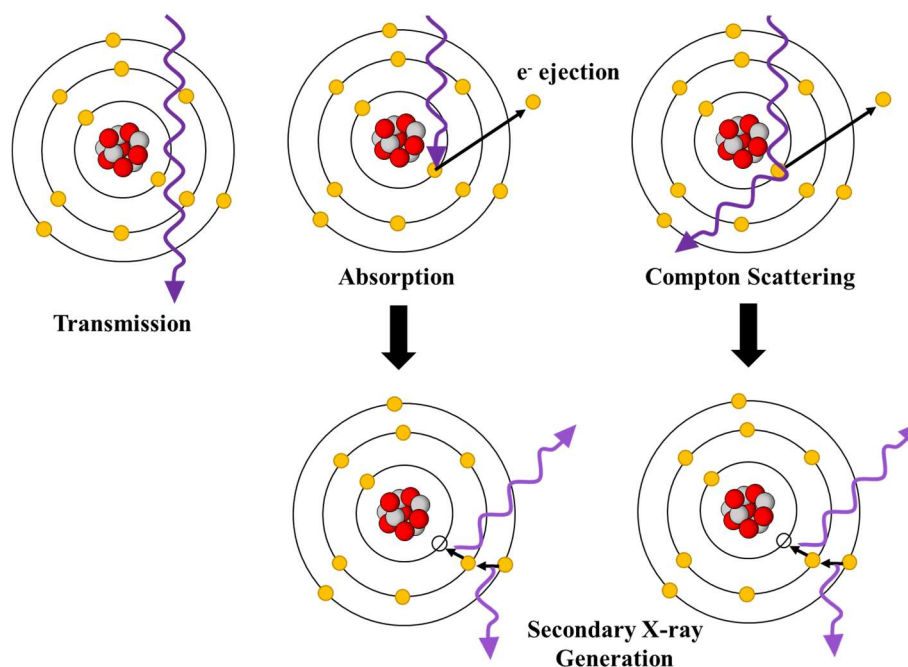 e⁻ ejection
Absorption
Compton Scattering
Transmission
Secondary X-ray
Generation